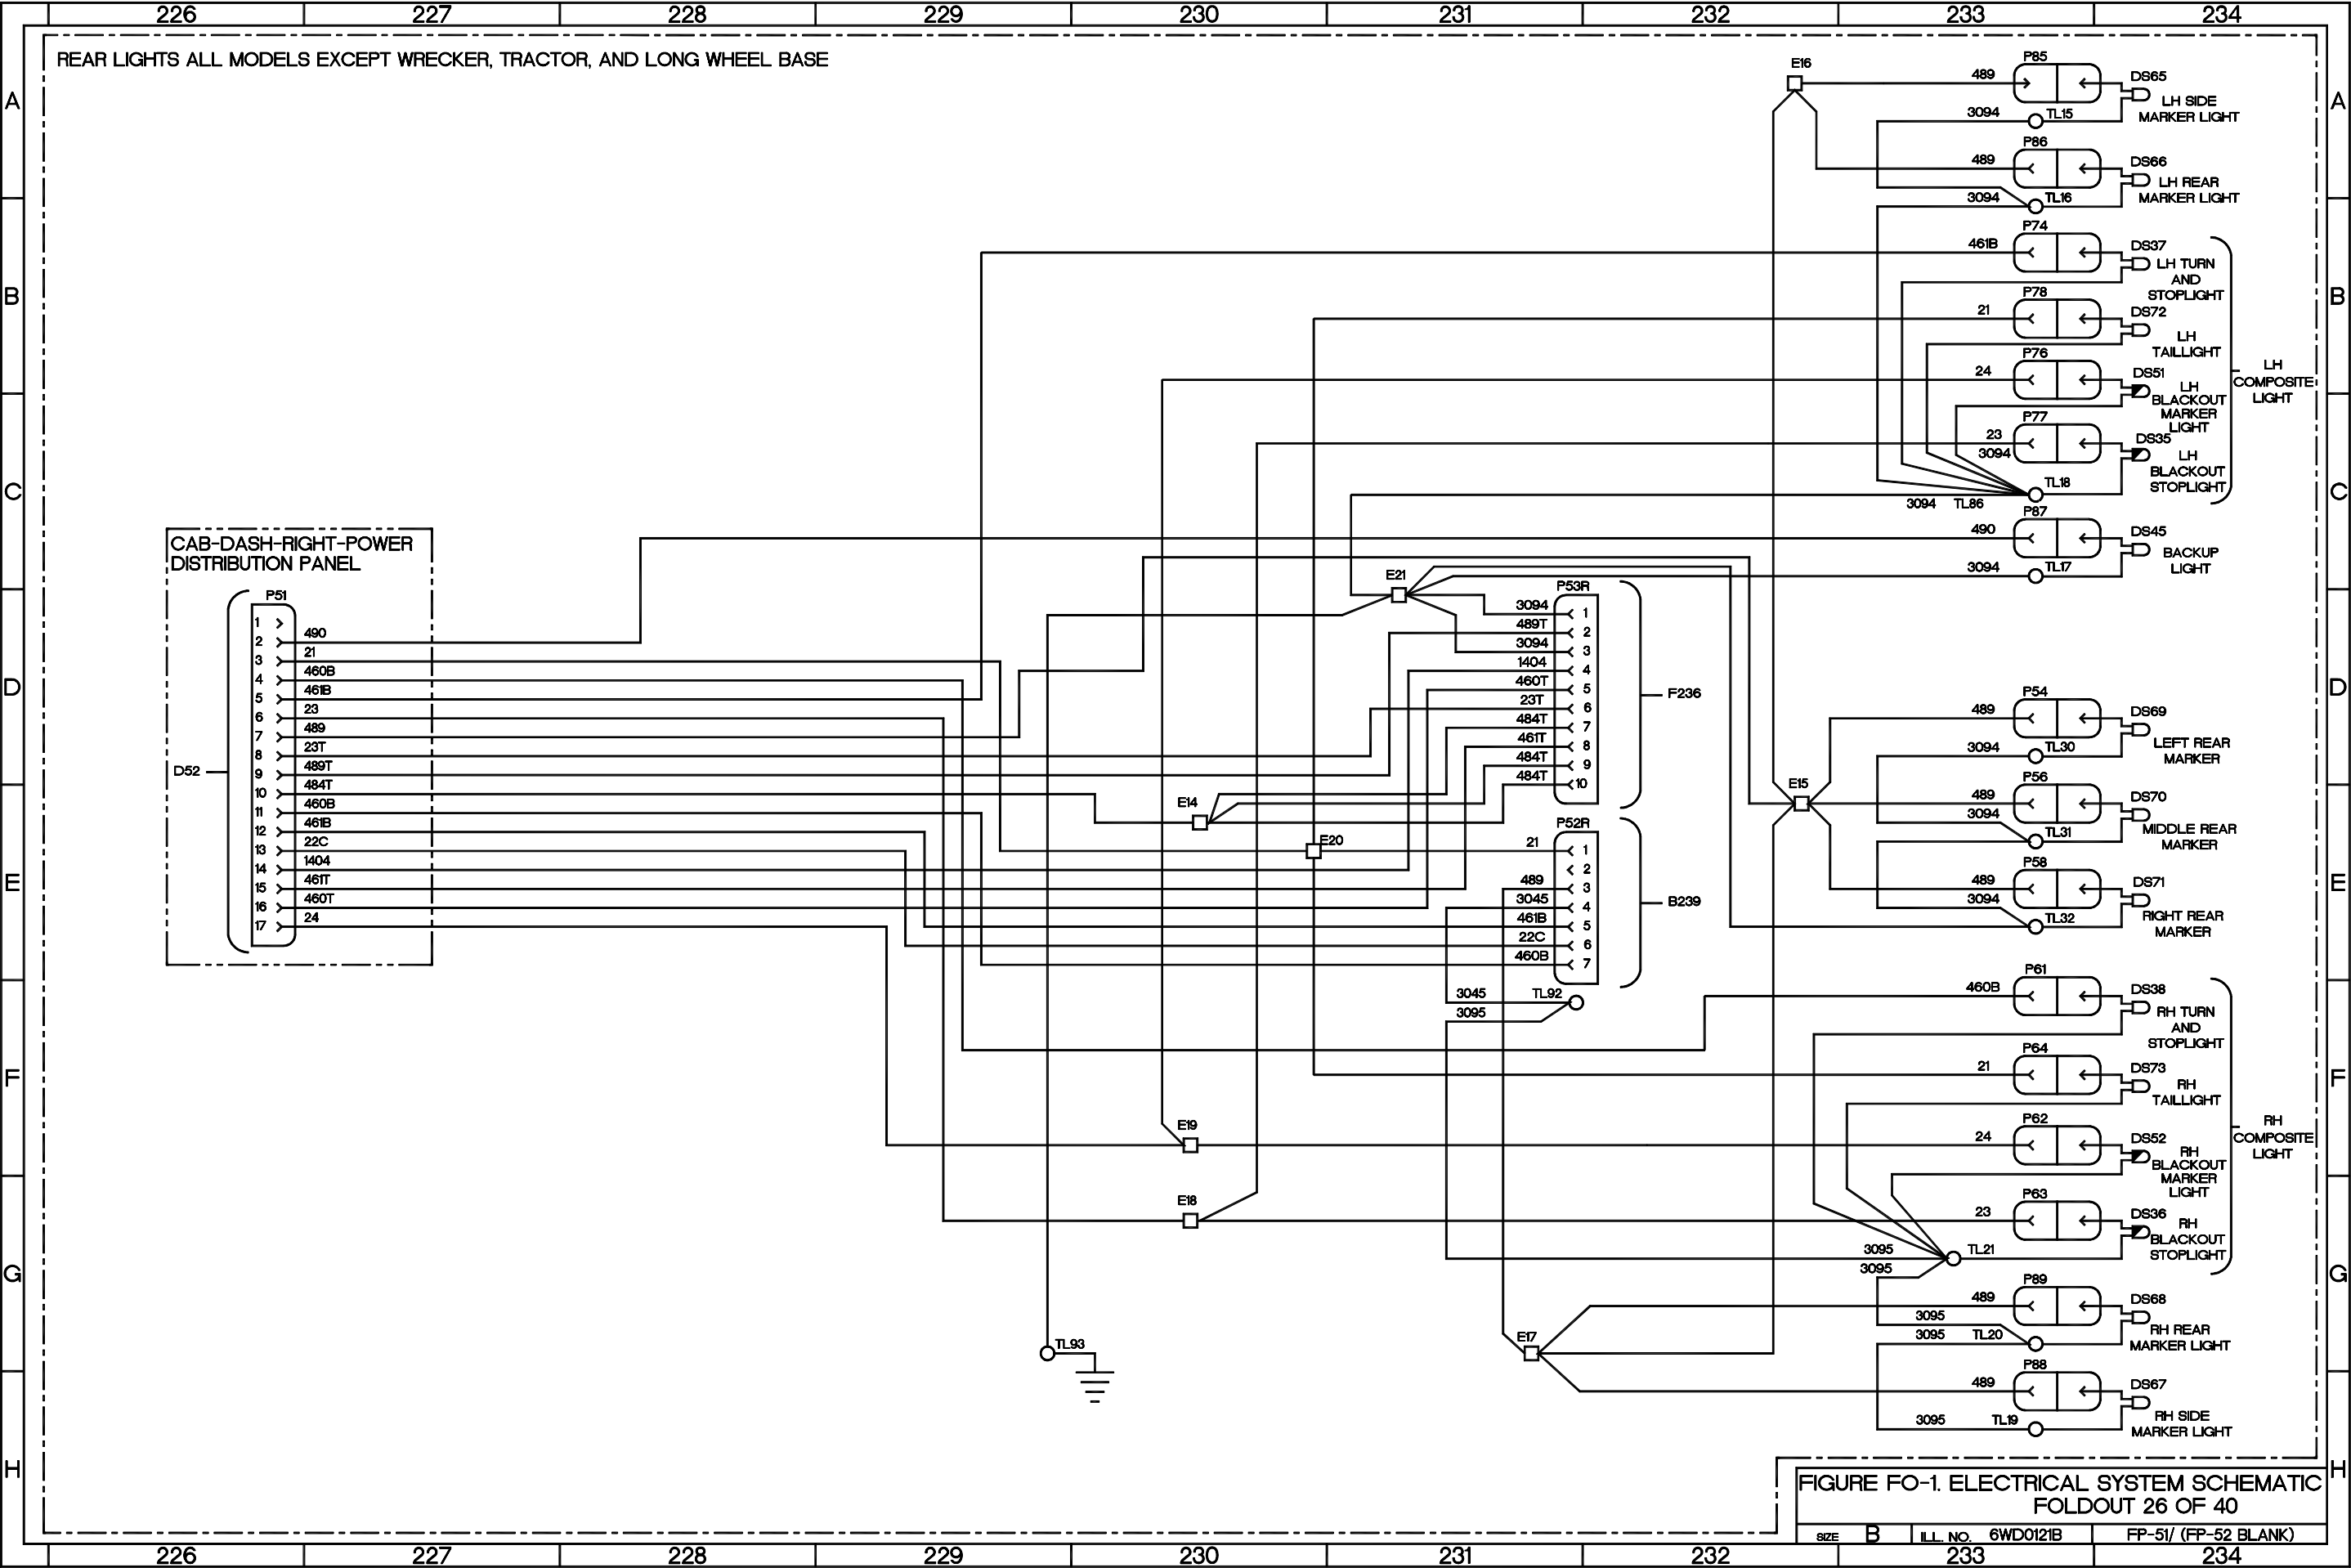 226 227 228 229 230 231 232 233 234
A
B
C
D
E
F
G
H
REAR LIGHTS ALL MODELS EXCEPT WRECKER, TRACTOR, AND LONG WHEEL BASE
CAB-DASH-RIGHT-POWER
DISTRIBUTION PANEL
P51
D52
1
2 490
3 21
4 460B
5 461B
6 23
7 489
8 23T
9 489T
10 484T
11 460B
12 461B
13 22C
14 1404
15 461T
16 460T
17 24
E21
E14
E20
E19
E18
TL93
E17
E15
E16
P53R
3094 1
489T 2
3094 3
1404 4
460T 5
23T 6
484T 7
461T 8
484T 9
484T 10
F236
P52R
21 1
2
489 3
3045 4
461B 5
22C 6
460B 7
B239
3045 TL92
3095
P85
489
DS65
LH SIDE
MARKER LIGHT
3094 TL15
P86
489
DS66
LH REAR
MARKER LIGHT
3094 TL16
P74
461B
DS37
LH TURN
AND
STOPLIGHT
P78
21
DS72
LH
TAILLIGHT
P76
24
DS51
LH
BLACKOUT
MARKER
LIGHT
P77
23
3094
DS35
LH
BLACKOUT
STOPLIGHT
TL18
3094 TL86
LH
COMPOSITE
LIGHT
P87
490
DS45
BACKUP
LIGHT
3094 TL17
P54
489
DS69
LEFT REAR
MARKER
3094 TL30
P56
489
DS70
MIDDLE REAR
MARKER
3094 TL31
P58
489
DS71
RIGHT REAR
MARKER
3094 TL32
P61
460B
DS38
RH TURN
AND
STOPLIGHT
P64
21
DS73
RH
TAILLIGHT
P62
24
DS52
RH
BLACKOUT
MARKER
LIGHT
P63
23
DS36
RH
BLACKOUT
STOPLIGHT
3095 TL21
3095
RH
COMPOSITE
LIGHT
P89
489
DS68
RH REAR
MARKER LIGHT
3095
3095 TL20
P88
489
DS67
RH SIDE
MARKER LIGHT
3095 TL19
A
B
C
D
E
F
G
H
FIGURE FO-1. ELECTRICAL SYSTEM SCHEMATIC
FOLDOUT 26 OF 40
SIZE B ILL. NO. 6WD0121B FP-51/ (FP-52 BLANK)
226 227 228 229 230 231 232 233 234